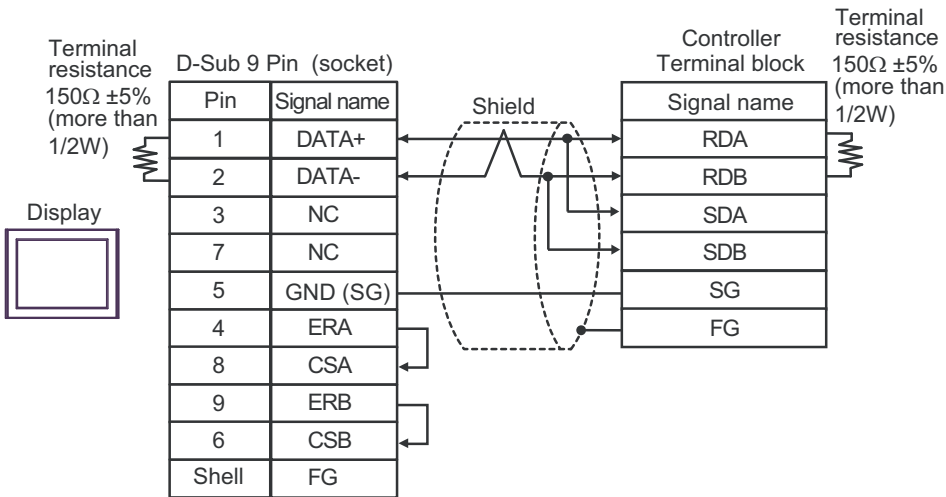 Terminal
resistance
150Ω ±5%
(more than
1/2W)
D-Sub 9 Pin (socket)
Pin Signal name
1 DATA+
2 DATA-
3 NC
7 NC
5 GND (SG)
4 ERA
8 CSA
9 ERB
6 CSB
Shell FG
Display
Shield
Controller
Terminal block
Signal name
RDA
RDB
SDA
SDB
SG
FG
Terminal
resistance
150Ω ±5%
(more than
1/2W)